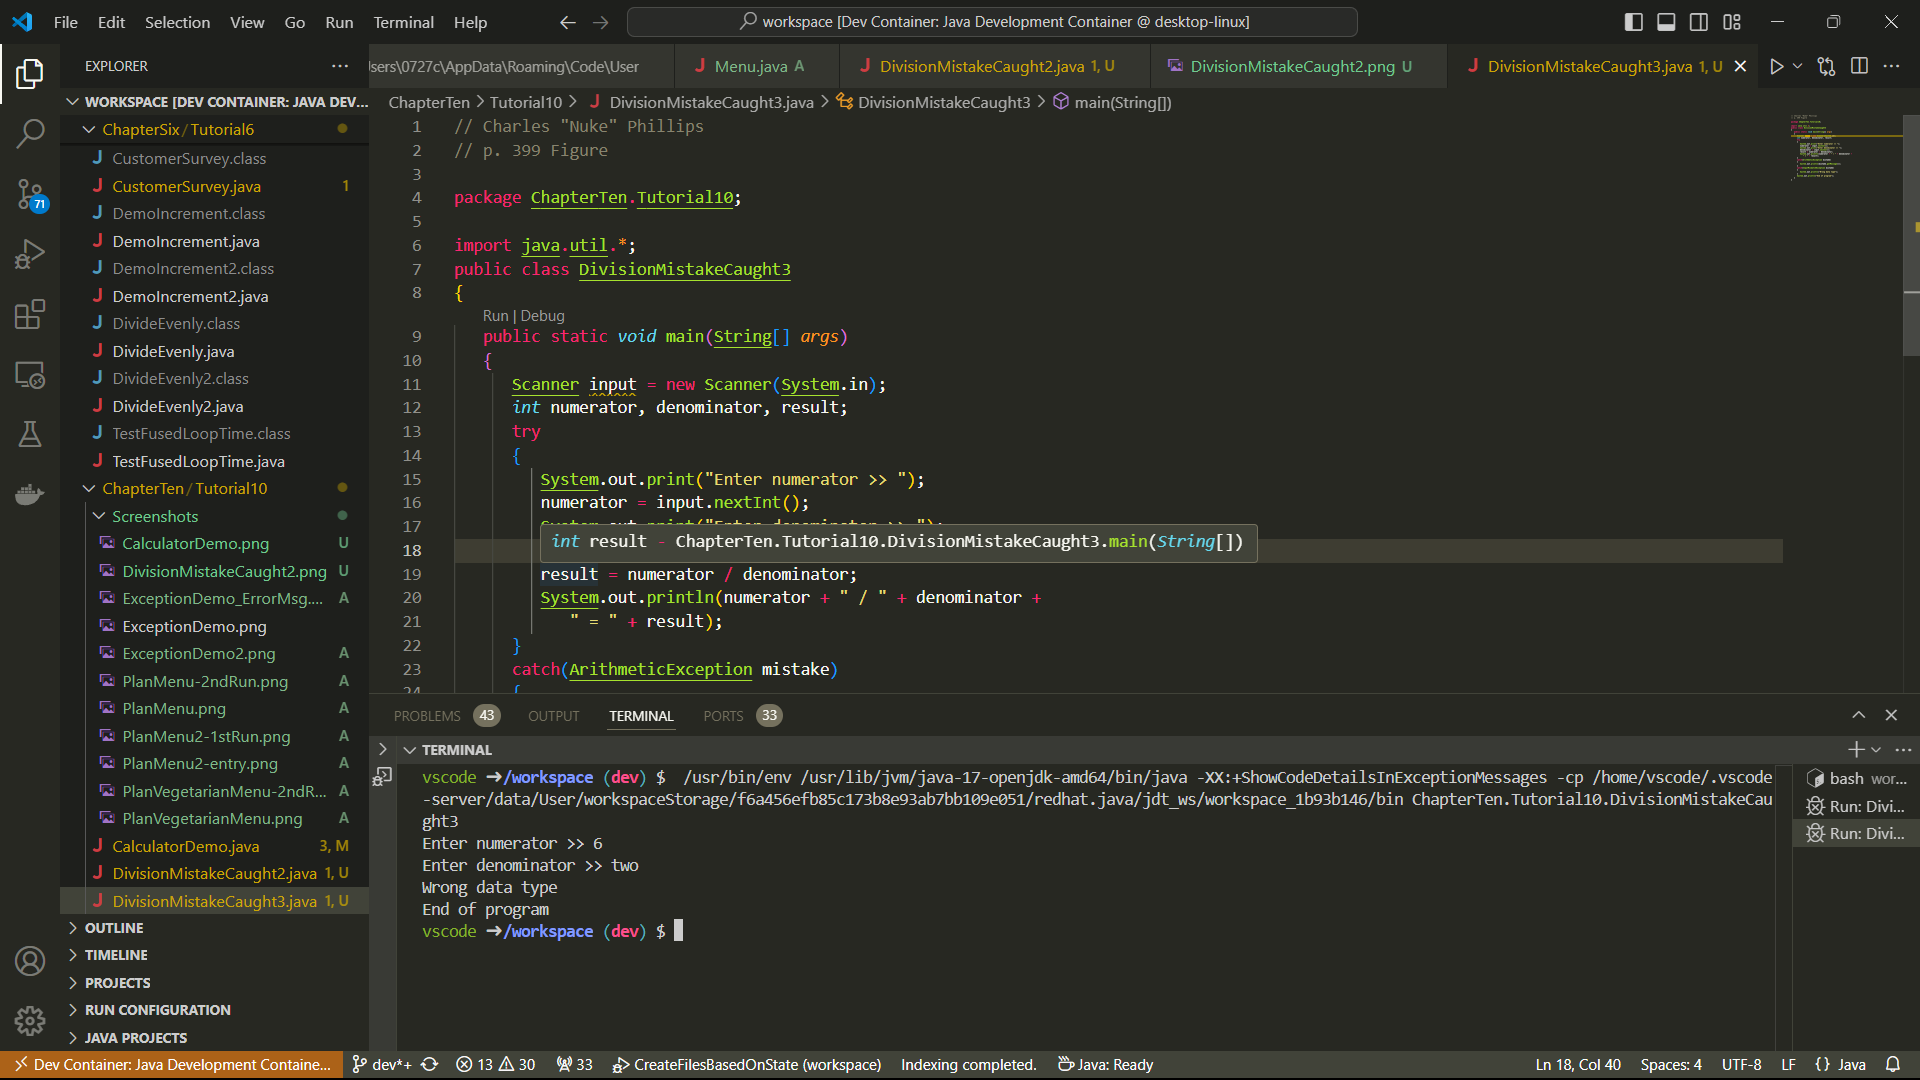 File Edit Selection View Go Run Terminal Help
workspace [Dev Container: Java Development Container @ desktop-linux]
EXPLORER
WORKSPACE [DEV CONTAINER: JAVA DEV...
ChapterSix / Tutorial6
CustomerSurvey.class
CustomerSurvey.java 1
DemoIncrement.class
DemoIncrement.java
DemoIncrement2.class
DemoIncrement2.java
DivideEvenly.class
DivideEvenly.java
DivideEvenly2.class
DivideEvenly2.java
TestFusedLoopTime.class
TestFusedLoopTime.java
ChapterTen / Tutorial10
Screenshots
CalculatorDemo.png U
DivisionMistakeCaught2.png U
ExceptionDemo_ErrorMsg.... A
ExceptionDemo.png
ExceptionDemo2.png A
PlanMenu-2ndRun.png A
PlanMenu.png A
PlanMenu2-1stRun.png A
PlanMenu2-entry.png A
PlanVegetarianMenu-2ndR... A
PlanVegetarianMenu.png A
CalculatorDemo.java 3, M
DivisionMistakeCaught2.java 1, U
DivisionMistakeCaught3.java 1, U
OUTLINE
TIMELINE
PROJECTS
RUN CONFIGURATION
JAVA PROJECTS
71
sers\0727c\AppData\Roaming\Code\User
Menu.java A
DivisionMistakeCaught2.java 1, U
DivisionMistakeCaught2.png U
DivisionMistakeCaught3.java 1, U
ChapterTen > Tutorial10 > DivisionMistakeCaught3.java > DivisionMistakeCaught3 > main(String[])
1 // Charles "Nuke" Phillips
2 // p. 399 Figure
3
4 package ChapterTen.Tutorial10;
5
6 import java.util.*;
7 public class DivisionMistakeCaught3
8 {
Run | Debug
9 public static void main(String[] args)
10 {
11 Scanner input = new Scanner(System.in);
12 int numerator, denominator, result;
13 try
14 {
15 System.out.print("Enter numerator >> ");
16 numerator = input.nextInt();
17 System.out.print("Enter denominator >> ");
18 int result - ChapterTen.Tutorial10.DivisionMistakeCaught3.main(String[])
19 result = numerator / denominator;
20 System.out.println(numerator + " / " + denominator +
21 " = " + result);
22 }
23 catch(ArithmeticException mistake)
24 {
PROBLEMS 43 OUTPUT TERMINAL PORTS 33
TERMINAL
vscode ➜/workspace (dev) $ /usr/bin/env /usr/lib/jvm/java-17-openjdk-amd64/bin/java -XX:+ShowCodeDetailsInExceptionMessages -cp /home/vscode/.vscode
-server/data/User/workspaceStorage/f6a456efb85c173b8e93ab7bb109e051/redhat.java/jdt_ws/workspace_1b93b146/bin ChapterTen.Tutorial10.DivisionMistakeCau
ght3
Enter numerator >> 6
Enter denominator >> two
Wrong data type
End of program
vscode ➜/workspace (dev) $
bash wor...
Run: Divi...
Run: Divi...
Dev Container: Java Development Containe... dev*+ 13 30 33 CreateFilesBasedOnState (workspace) Indexing completed. Java: Ready Ln 18, Col 40 Spaces: 4 UTF-8 LF {} Java